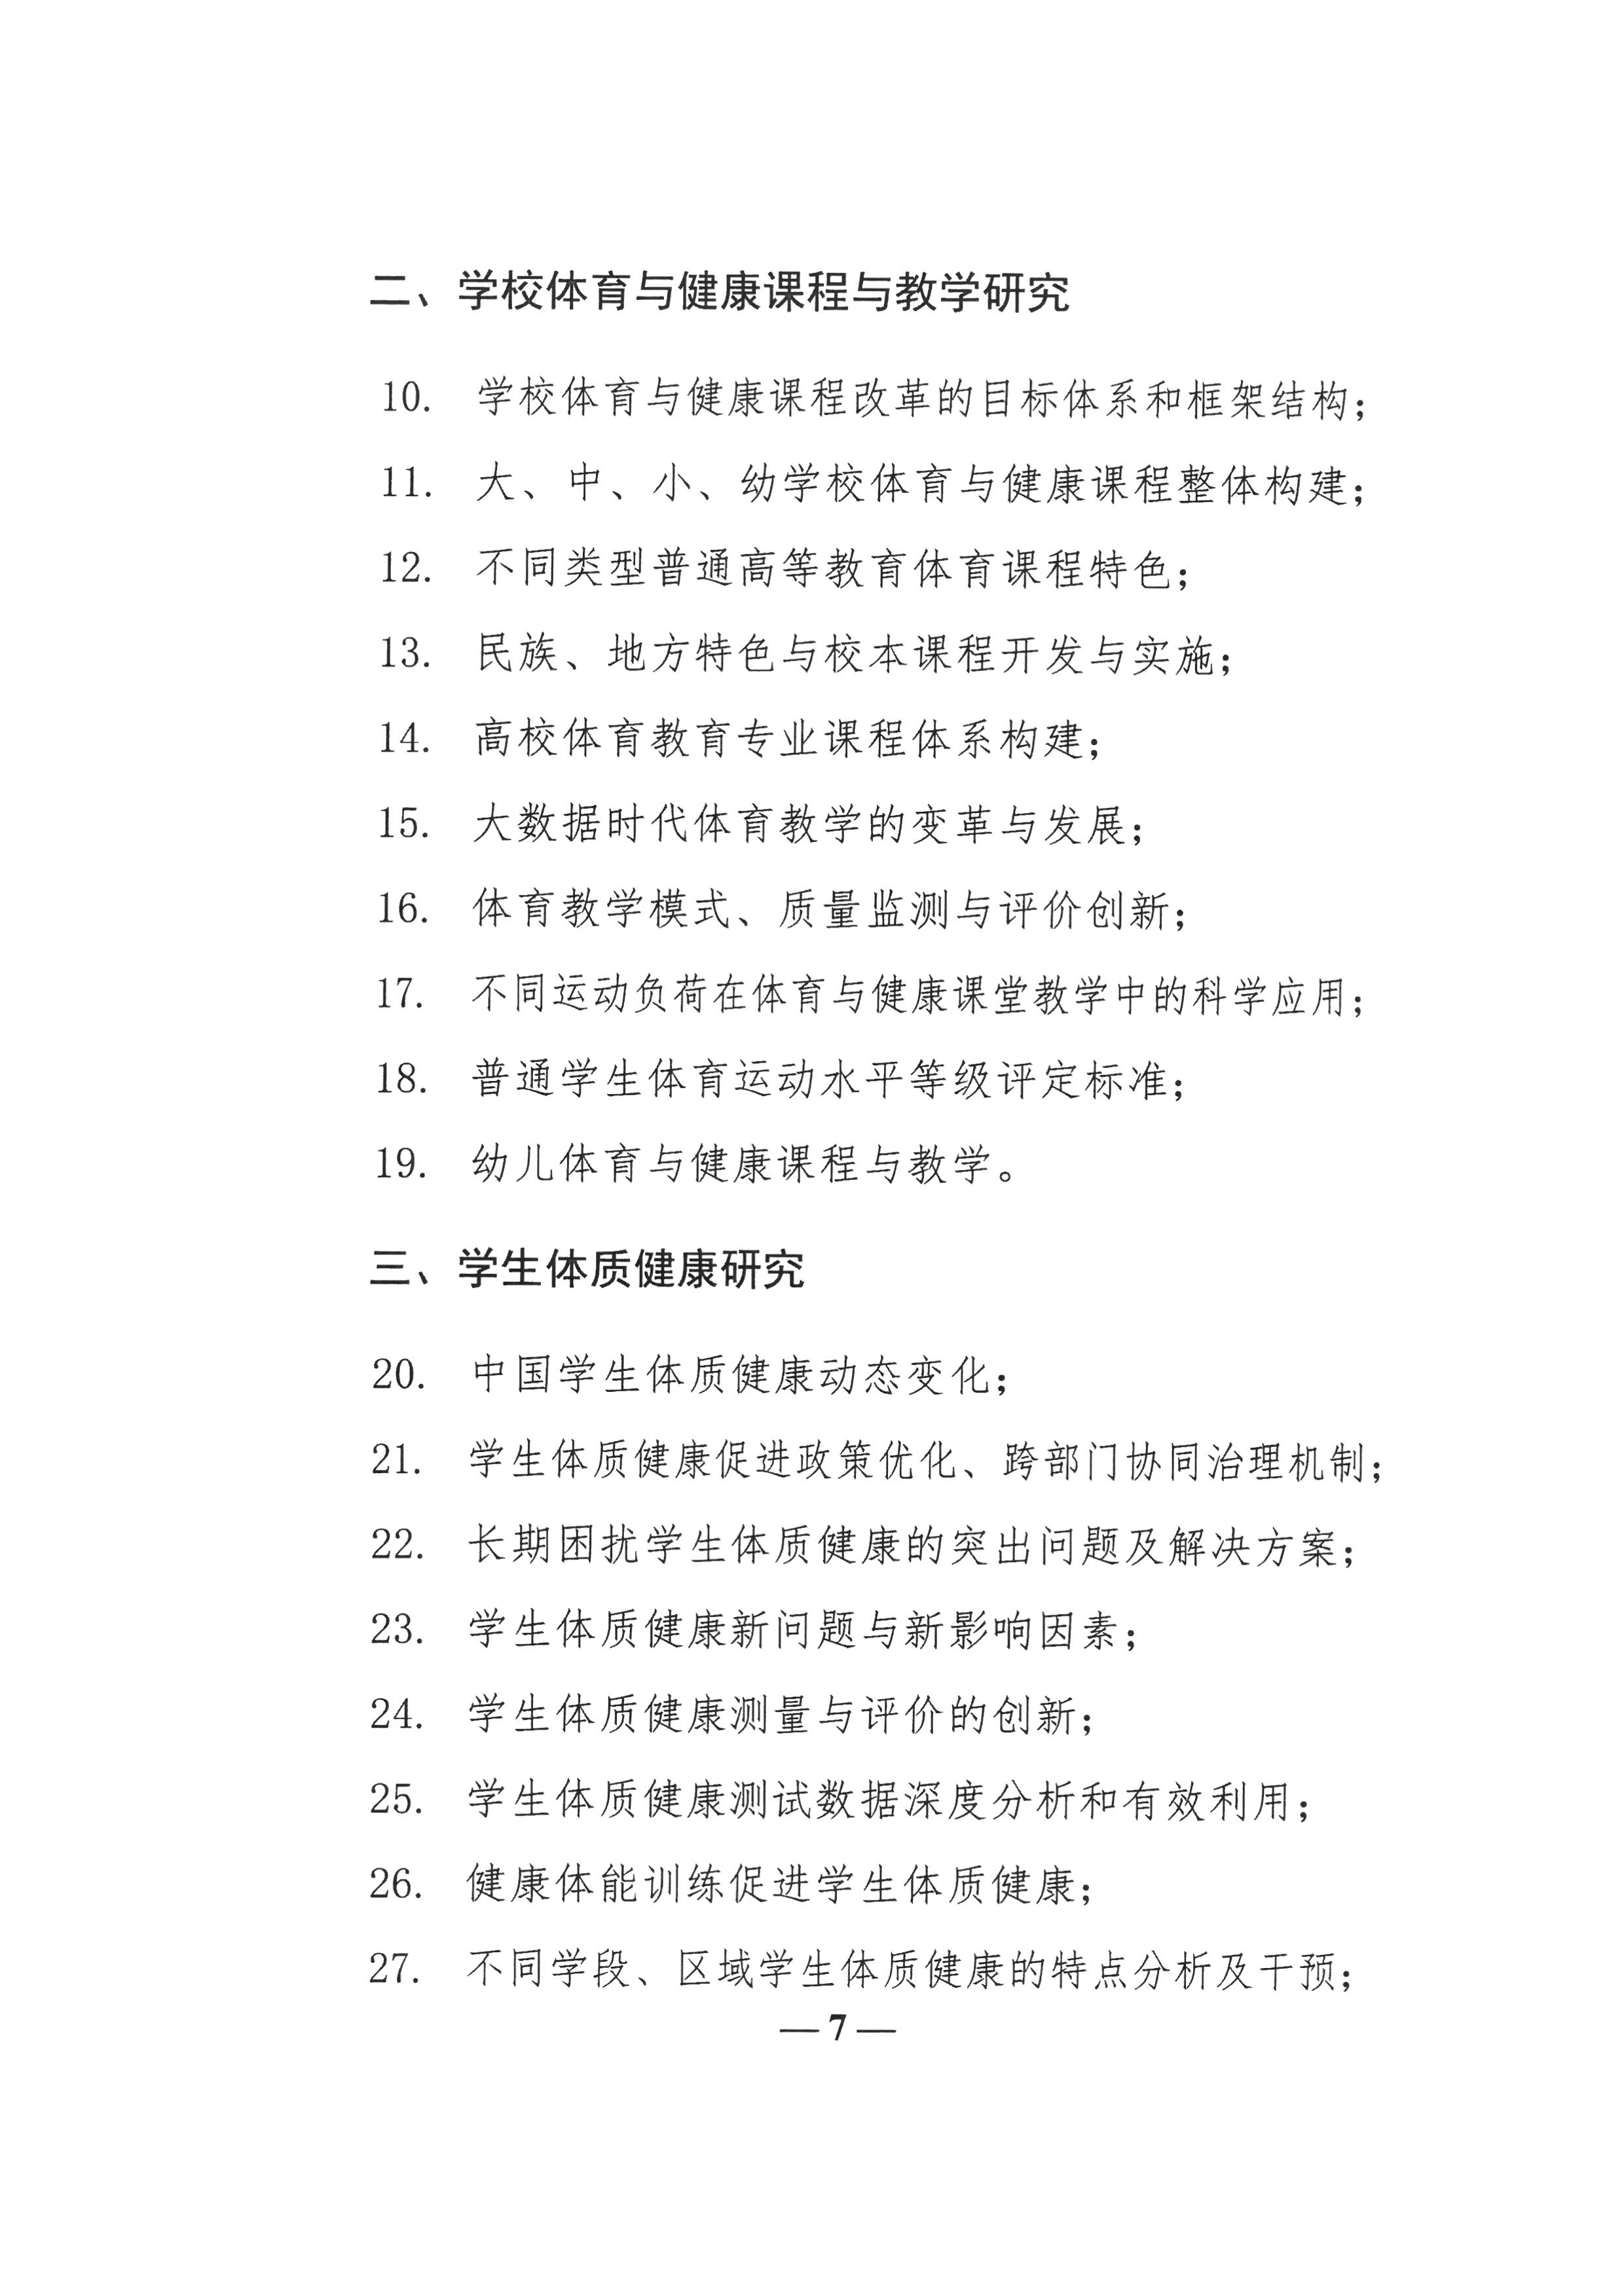 二、学校体育与健康课程与教学研究
10. 学校体育与健康课程改革的目标体系和框架结构；
11. 大、中、小、幼学校体育与健康课程整体构建；
12. 不同类型普通高等教育体育课程特色；
13. 民族、地方特色与校本课程开发与实施；
14. 高校体育教育专业课程体系构建；
15. 大数据时代体育教学的变革与发展；
16. 体育教学模式、质量监测与评价创新；
17. 不同运动负荷在体育与健康课堂教学中的科学应用；
18. 普通学生体育运动水平等级评定标准；
19. 幼儿体育与健康课程与教学。
三、学生体质健康研究
20. 中国学生体质健康动态变化；
21. 学生体质健康促进政策优化、跨部门协同治理机制；
22. 长期困扰学生体质健康的突出问题及解决方案；
23. 学生体质健康新问题与新影响因素；
24. 学生体质健康测量与评价的创新；
25. 学生体质健康测试数据深度分析和有效利用；
26. 健康体能训练促进学生体质健康；
27. 不同学段、区域学生体质健康的特点分析及干预；
—7—